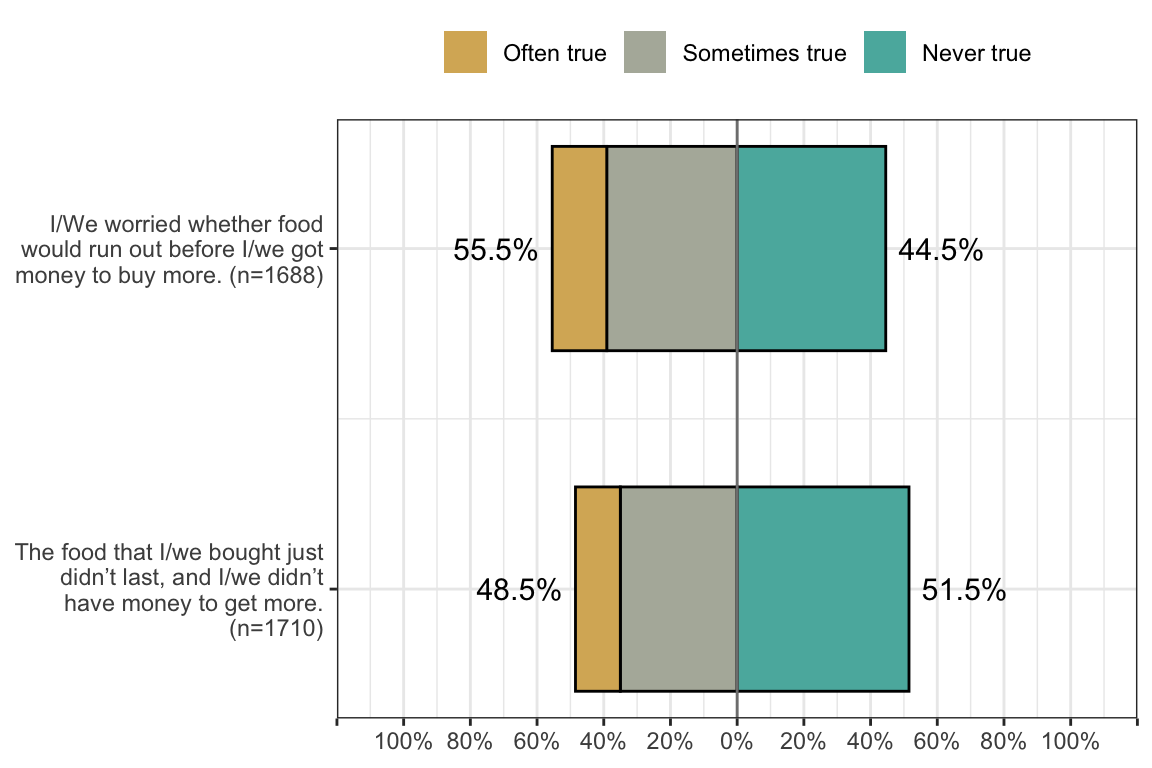 Often true Sometimes true Never true
I/We worried whether food
would run out before I/we got
money to buy more. (n=1688)
55.5% 44.5%
The food that I/we bought just
didn’t last, and I/we didn’t
have money to get more.
(n=1710)
48.5% 51.5%
100% 80% 60% 40% 20% 0% 20% 40% 60% 80% 100%